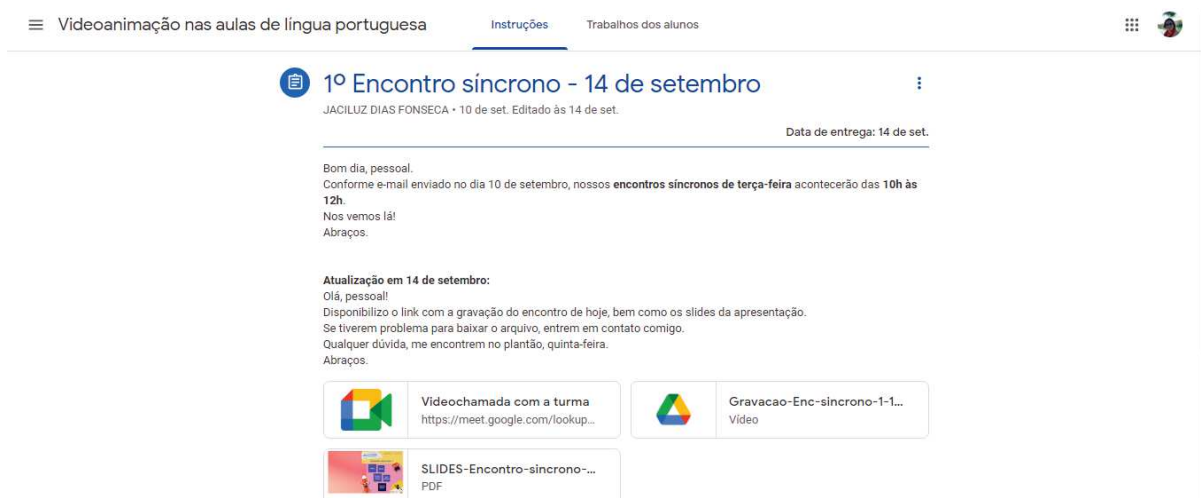 Videoanimação nas aulas de língua portuguesa
Instruções
Trabalhos dos alunos
1º Encontro síncrono - 14 de setembro
JACILUZ DIAS FONSECA • 10 de set. Editado às 14 de set.
Data de entrega: 14 de set.
Bom dia, pessoal.
Conforme e-mail enviado no dia 10 de setembro, nossos encontros síncronos de terça-feira acontecerão das 10h às
12h.
Nos vemos lá!
Abraços.
Atualização em 14 de setembro:
Olá, pessoal!
Disponibilizo o link com a gravação do encontro de hoje, bem como os slides da apresentação.
Se tiverem problema para baixar o arquivo, entrem em contato comigo.
Qualquer dúvida, me encontrem no plantão, quinta-feira.
Abraços.
Videochamada com a turma
https://meet.google.com/lookup...
Gravacao-Enc-sincrono-1-1...
Vídeo
SLIDES-Encontro-sincrono-...
PDF